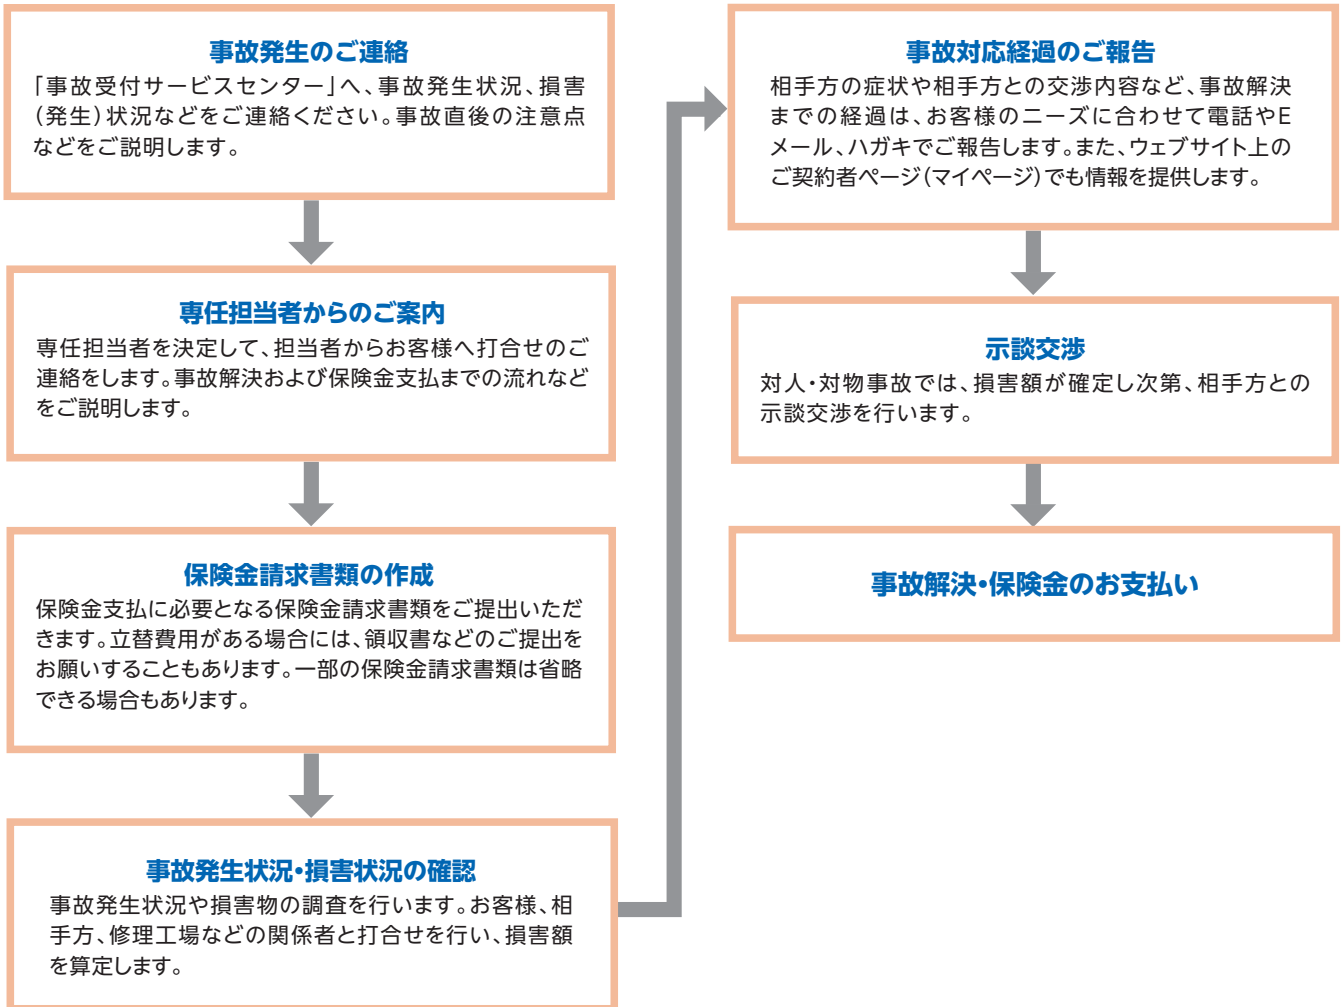 事故発生のご連絡
「事故受付サービスセンター」へ、事故発生状況、損害
(発生)状況などをご連絡ください。事故直後の注意点
などをご説明します。
専任担当者からのご案内
専任担当者を決定して、担当者からお客様へ打合せのご
連絡をします。事故解決および保険金支払までの流れなど
をご説明します。
保険金請求書類の作成
保険金支払に必要となる保険金請求書類をご提出いただ
きます。立替費用がある場合には、領収書などのご提出を
お願いすることもあります。一部の保険金請求書類は省略
できる場合もあります。
事故発生状況・損害状況の確認
事故発生状況や損害物の調査を行います。お客様、相
手方、修理工場などの関係者と打合せを行い、損害額
を算定します。
事故対応経過のご報告
相手方の症状や相手方との交渉内容など、事故解決
までの経過は、お客様のニーズに合わせて電話やE
メール、ハガキでご報告します。また、ウェブサイト上の
ご契約者ページ(マイページ)でも情報を提供します。
示談交渉
対人・対物事故では、損害額が確定し次第、相手方との
示談交渉を行います。
事故解決・保険金のお支払い